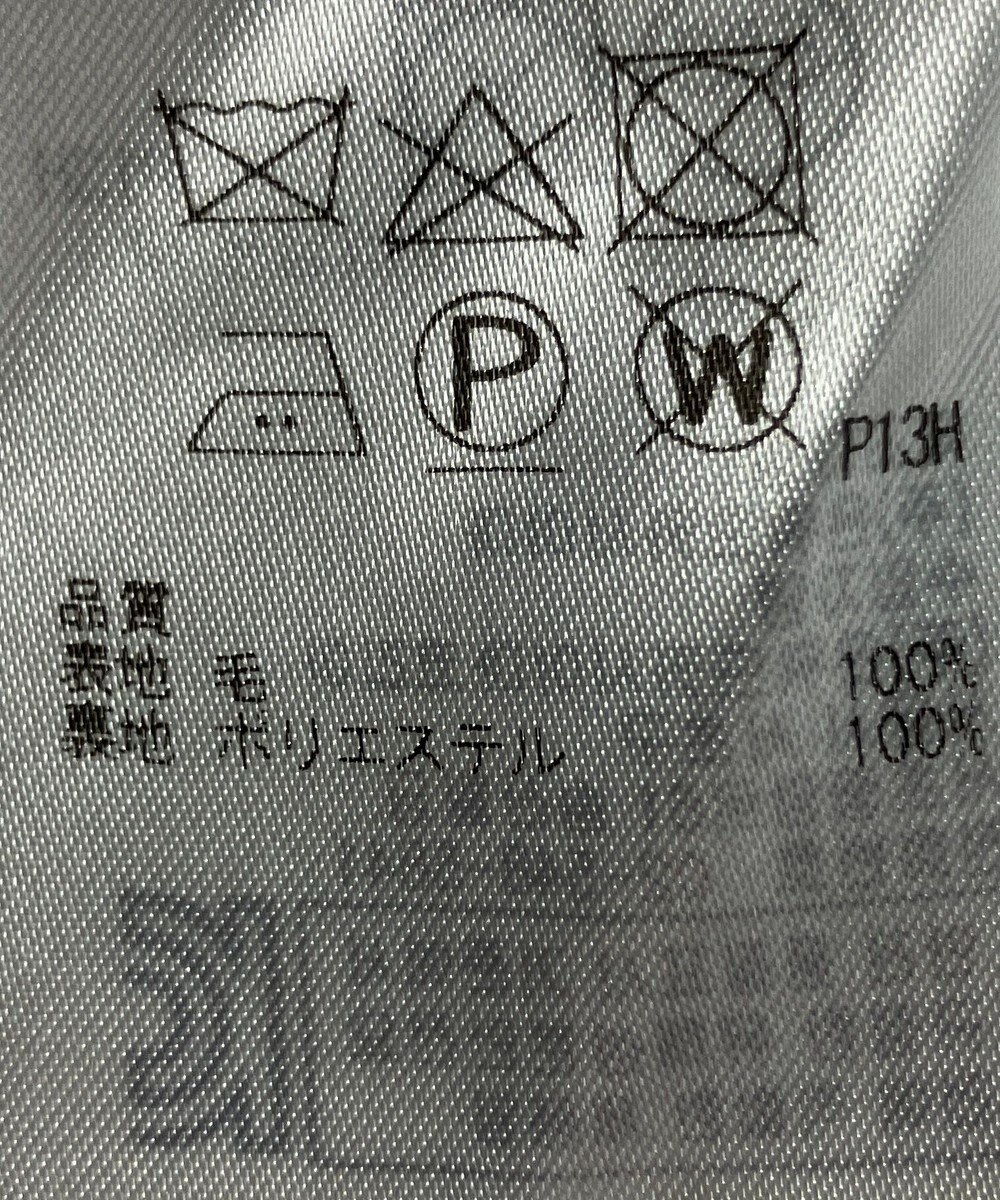 P
W
P13H
品質
表地 毛 100%
裏地 ポリエステル 100%